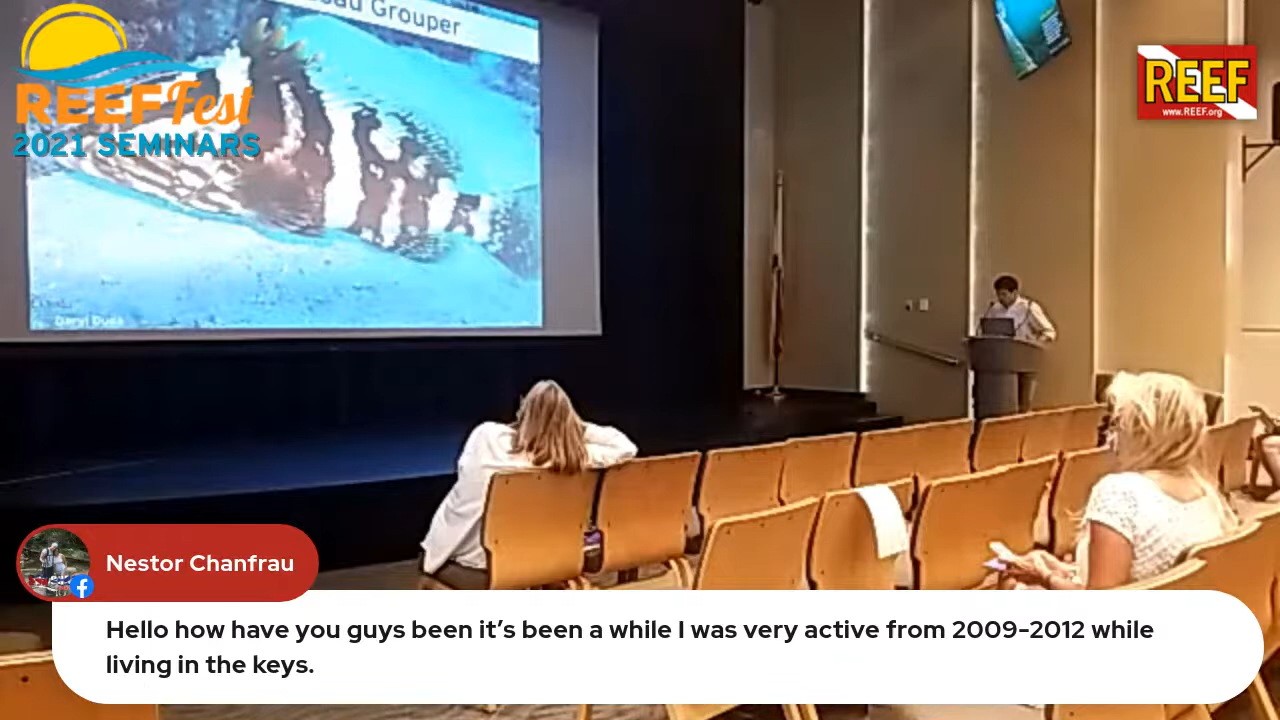 Grouper
REEF Fest
2021 SEMINARS
REEF
www.REEF.org
Nestor Chanfrau
Hello how have you guys been it’s been a while I was very active from 2009-2012 while
living in the keys.